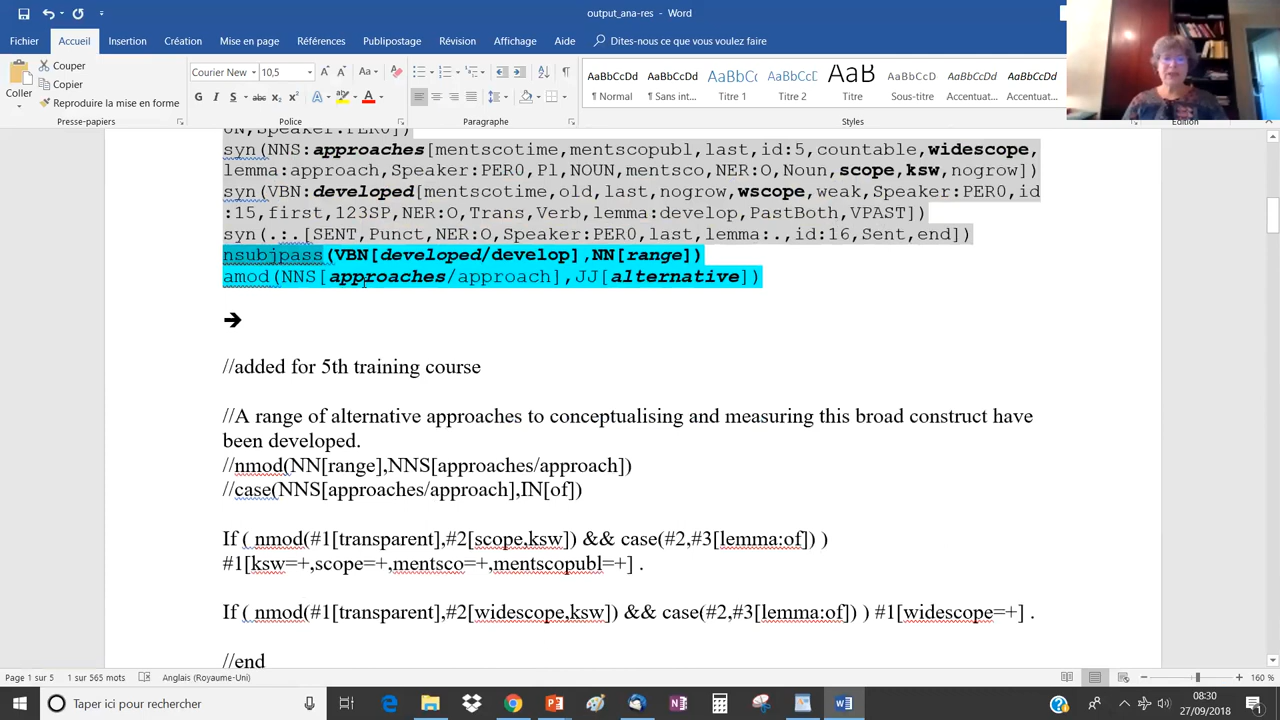 output_ana-res - Word
Fichier Accueil Insertion Création Mise en page Références Publipostage Révision Affichage Aide Dites-nous ce que vous voulez faire
Coller
Couper
Copier
Reproduire la mise en forme
Presse-papiers
Courier New 10,5
Police
Paragraphe
AaBbCcDd AaBbCcDd AaBbCcD AaBbCcD AaB AaBbCcD AaBbCcDd AaBbCcDd
¶ Normal ¶ Sans int... Titre 1 Titre 2 Titre Sous-titre Accentuat... Accentuat...
Styles
Édition
ON,Speaker:PER0])
syn(NNS:approaches[mentscotime,mentscopubl,last,id:5,countable,widescope,
lemma:approach,Speaker:PER0,Pl,NOUN,mentsco,NER:O,Noun,scope,ksw,nogrow])
syn(VBN:developed[mentscotime,old,last,nogrow,wscope,weak,Speaker:PER0,id
:15,first,123SP,NER:O,Trans,Verb,lemma:develop,PastBoth,VPAST])
syn(.:.[SENT,Punct,NER:O,Speaker:PER0,last,lemma:.,id:16,Sent,end])
nsubjpass(VBN[developed/develop],NN[range])
amod(NNS[approaches/approach],JJ[alternative])
➔
//added for 5th training course
//A range of alternative approaches to conceptualising and measuring this broad construct have
been developed.
//nmod(NN[range],NNS[approaches/approach])
//case(NNS[approaches/approach],IN[of])
If ( nmod(#1[transparent],#2[scope,ksw]) && case(#2,#3[lemma:of]) )
#1[ksw=+,scope=+,mentsco=+,mentscopubl=+] .
If ( nmod(#1[transparent],#2[widescope,ksw]) && case(#2,#3[lemma:of]) ) #1[widescope=+] .
//end
Page 1 sur 5 1 sur 565 mots Anglais (Royaume-Uni) 160 %
Taper ici pour rechercher
08:30
27/09/2018